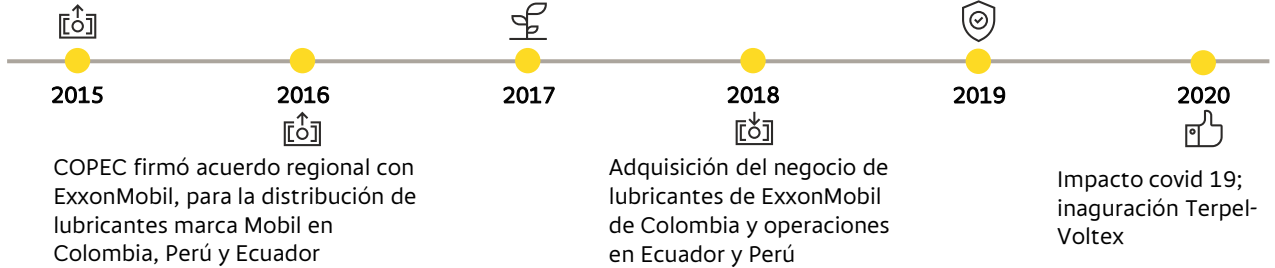 2015
2016
2017
2018
2019
2020
COPEC firmó acuerdo regional con
ExxonMobil, para la distribución de
lubricantes marca Mobil en
Colombia, Perú y Ecuador
Adquisición del negocio de
lubricantes de ExxonMobil
de Colombia y operaciones
en Ecuador y Perú
Impacto covid 19;
inaguración Terpel-
Voltex